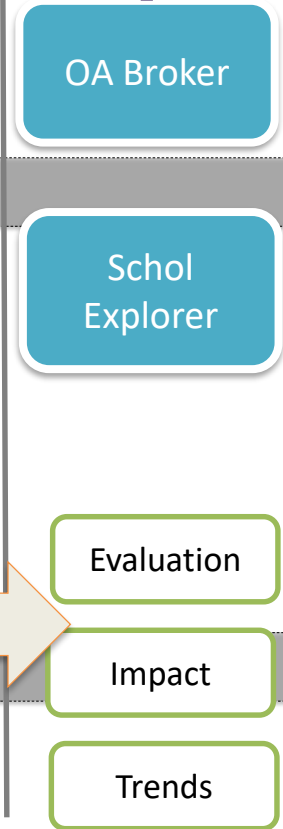 OA Broker
Schol
Explorer
Evaluation
Impact
Trends